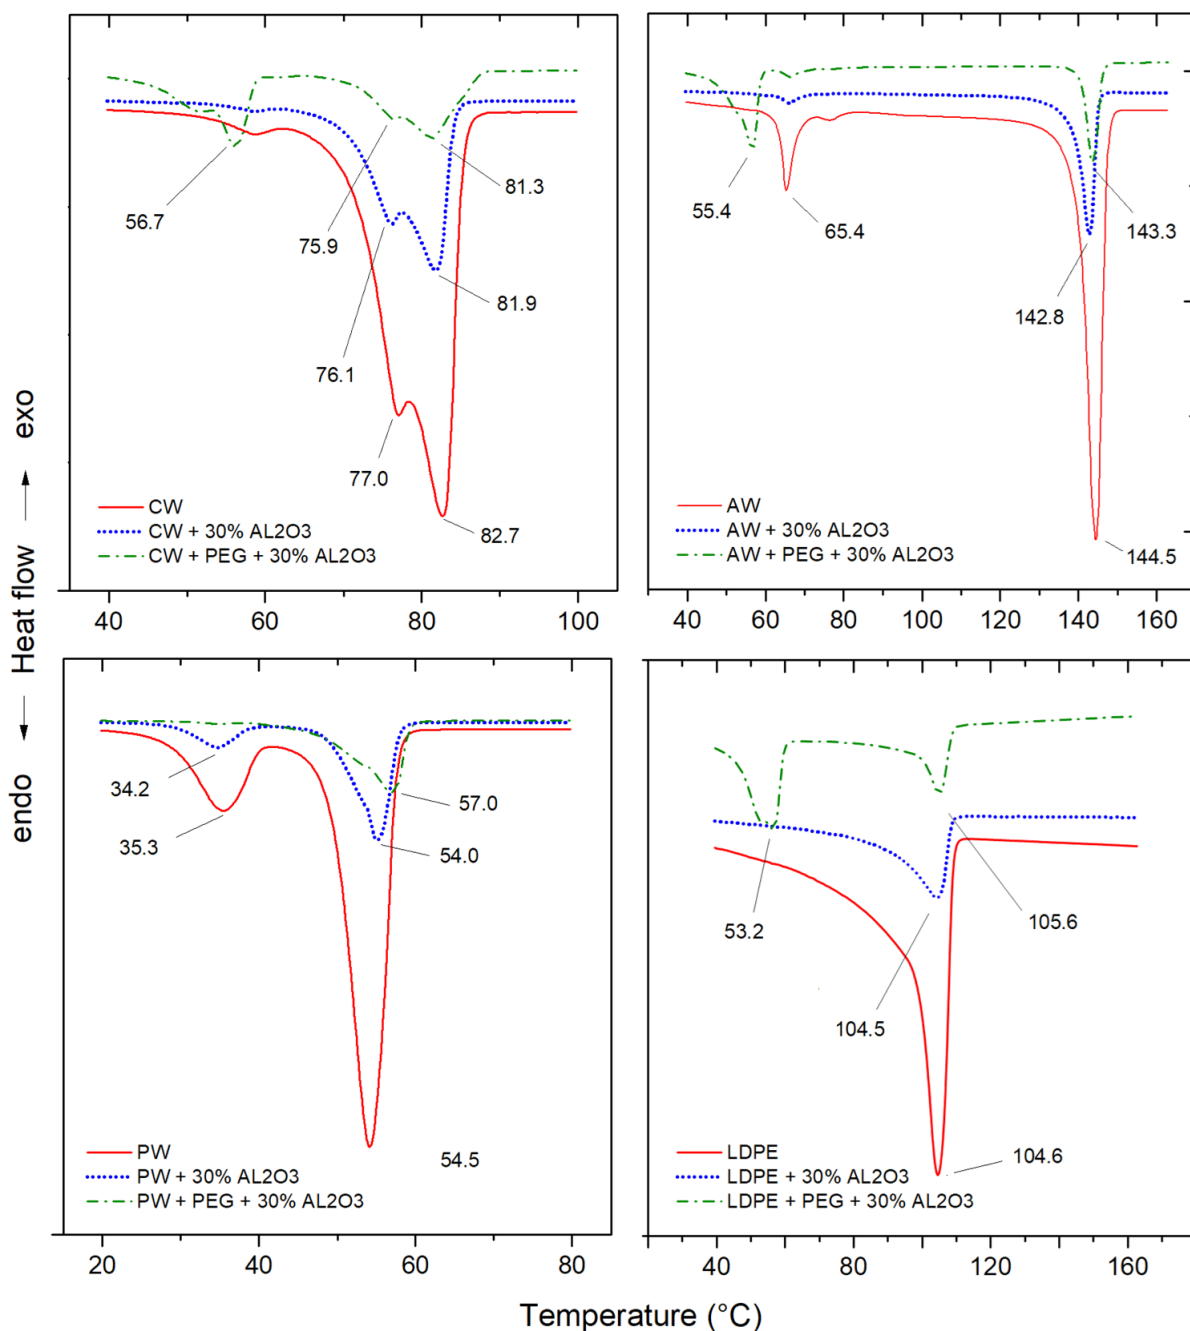 56.7
75.9
81.3
76.1
81.9
77.0
82.7
CW
CW + 30% AL2O3
CW + PEG + 30% AL2O3
40 60 80 100
55.4
65.4
143.3
142.8
144.5
AW
AW + 30% AL2O3
AW + PEG + 30% AL2O3
40 60 80 100 120 140 160
endo ← Heat flow → exo
34.2
35.3
57.0
54.0
54.5
PW
PW + 30% AL2O3
PW + PEG + 30% AL2O3
20 40 60 80
53.2
105.6
104.5
104.6
LDPE
LDPE + 30% AL2O3
LDPE + PEG + 30% AL2O3
40 80 120 160
Temperature (°C)